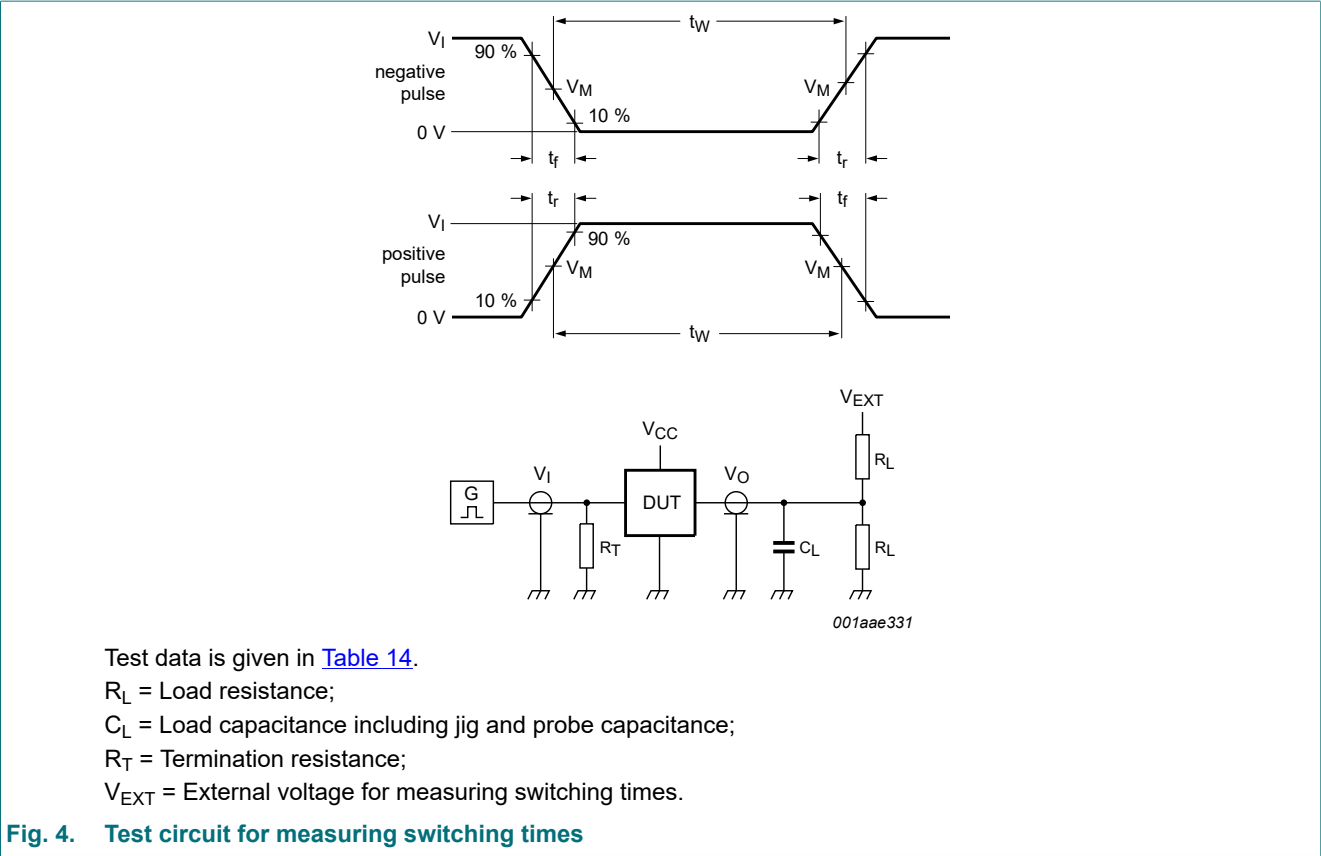 tW
VI
90 %
negative
pulse
VM
VM
10 %
0 V
tf
tr
tr
tf
VI
90 %
positive
pulse
VM
VM
10 %
0 V
tW
VEXT
VCC
RL
VI
VO
G
DUT
RT
CL
RL
001aae331
Test data is given in Table 14.
RL = Load resistance;
CL = Load capacitance including jig and probe capacitance;
RT = Termination resistance;
VEXT = External voltage for measuring switching times.
Fig. 4. Test circuit for measuring switching times